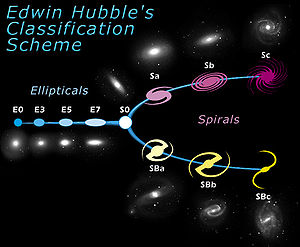 Edwin Hubble's
Classification
Scheme
Ellipticals
E0 E3 E5 E7 S0
Sa Sb Sc
Spirals
SBa SBb SBc